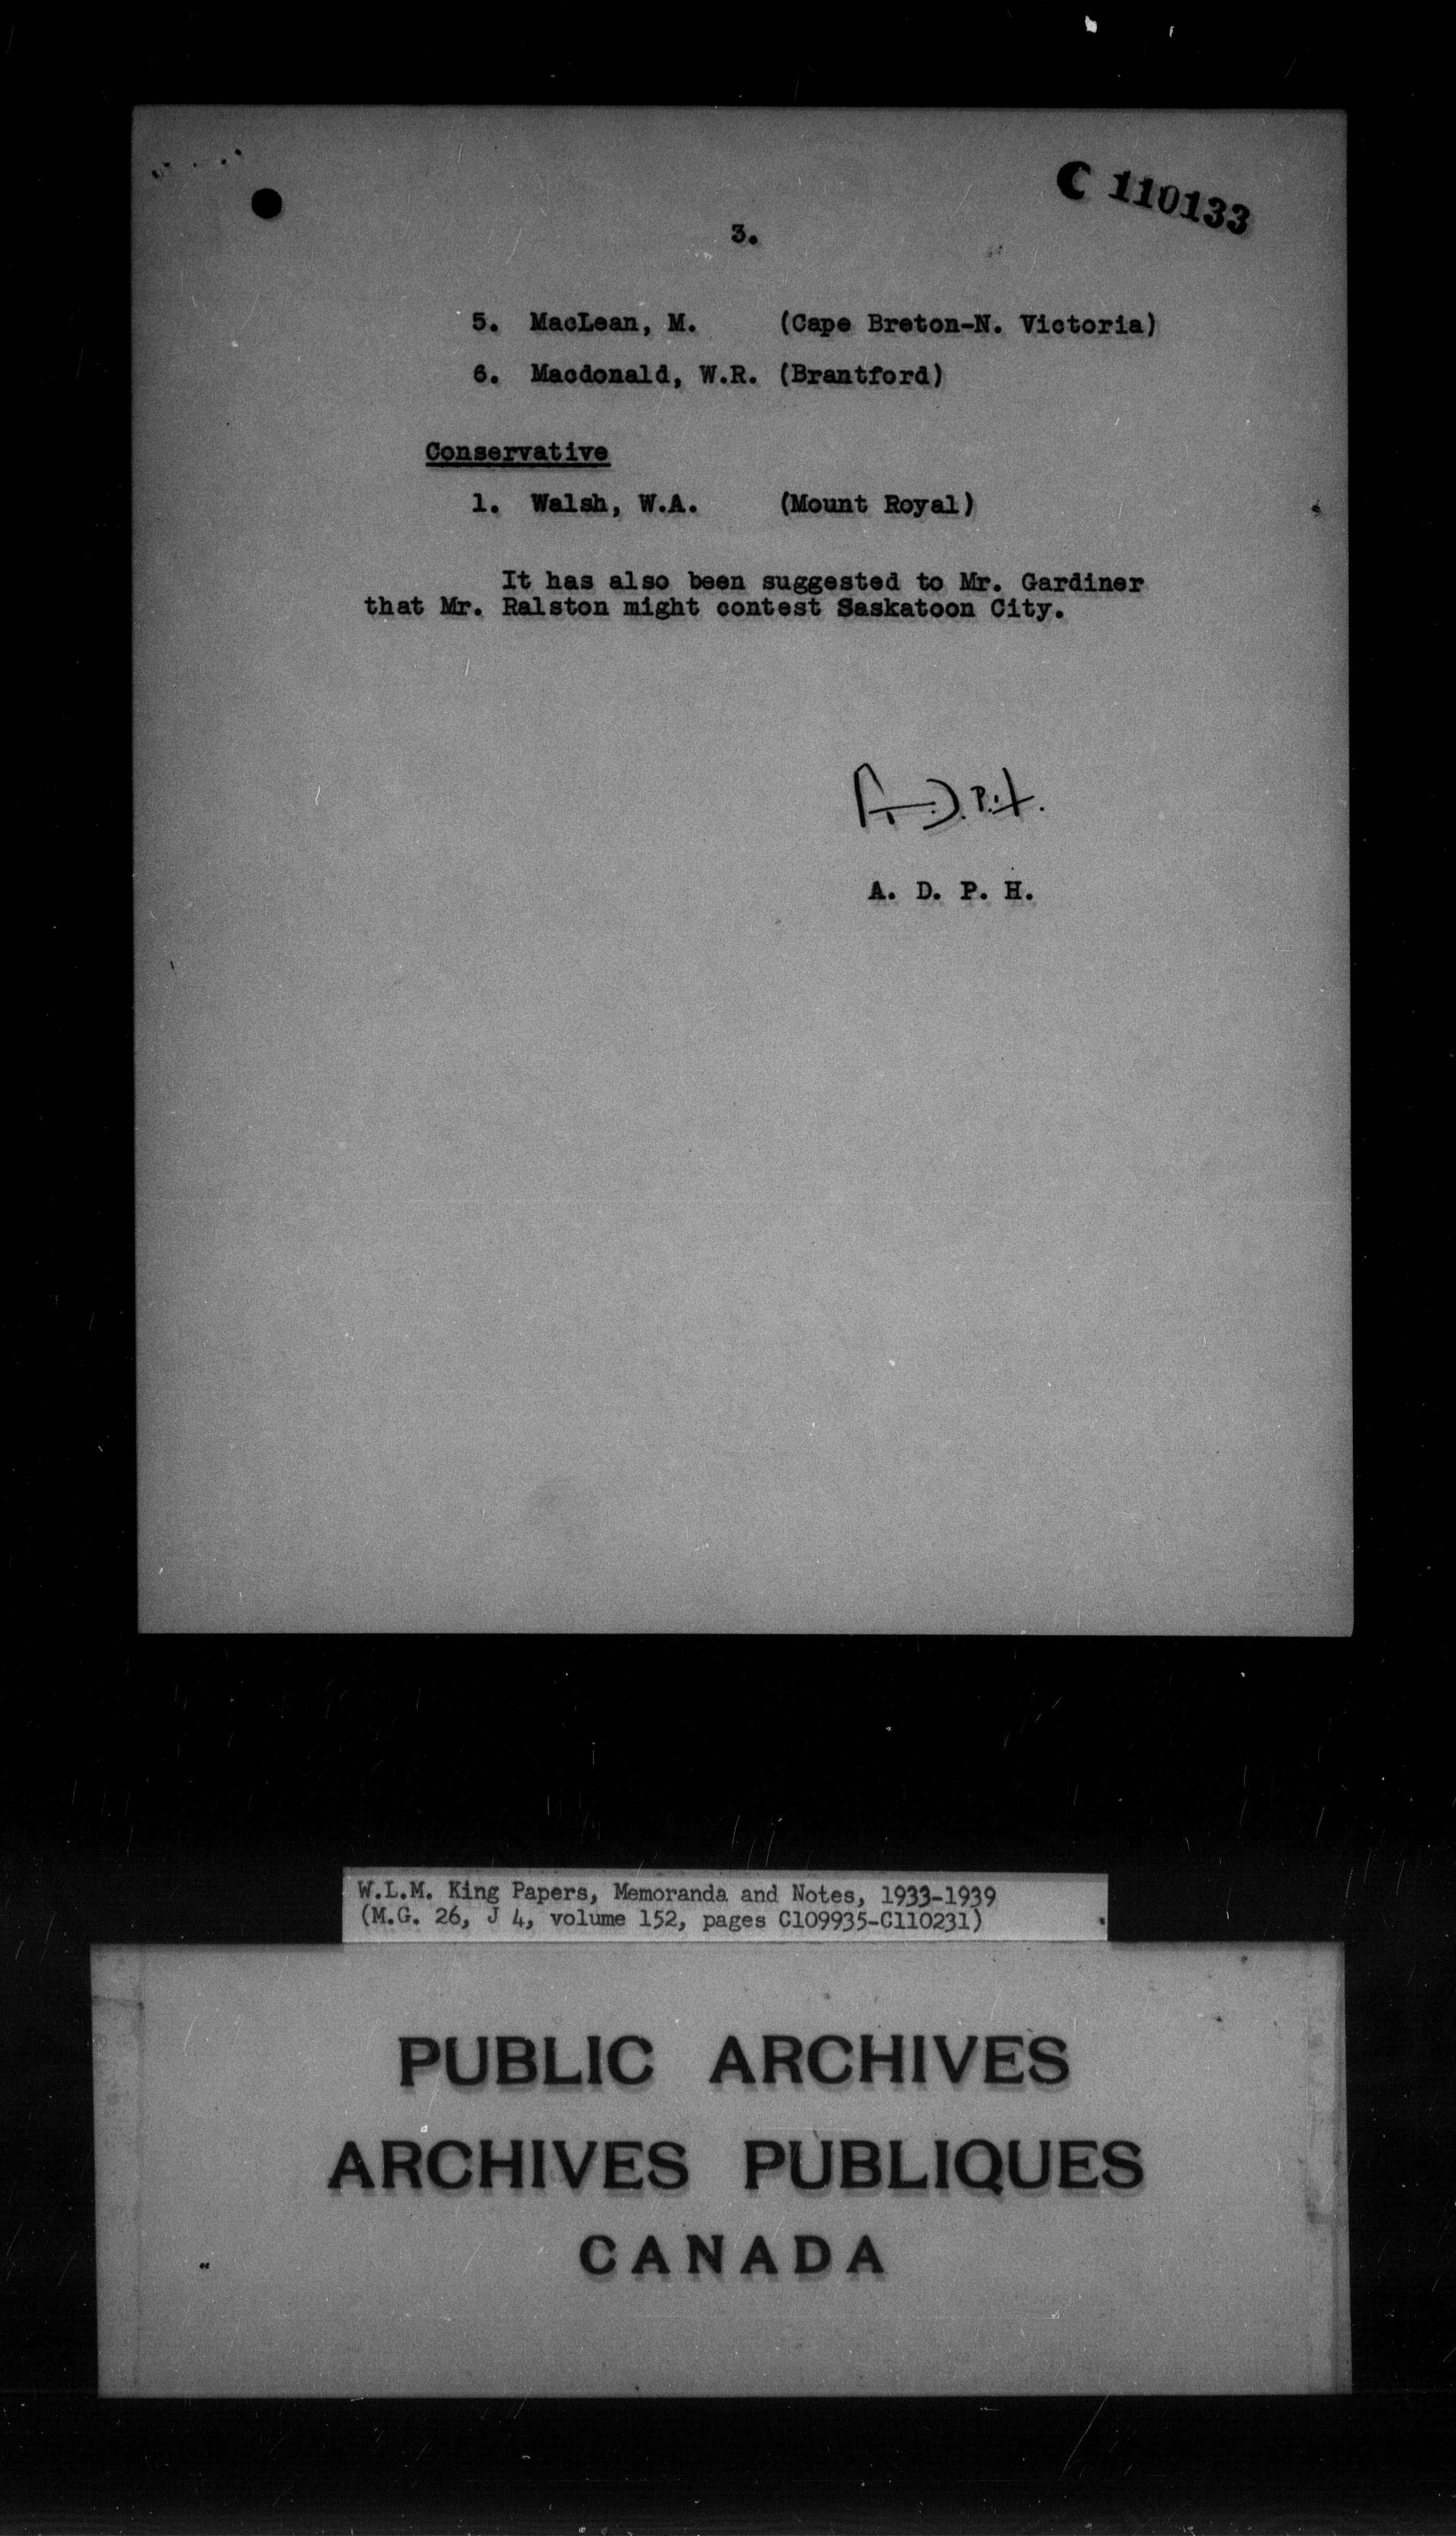 C 110133
3.
5. MacLean, M. (Cape Breton-N. Victoria)
6. Macdonald, W.R. (Brantford)
Conservative
1. Walsh, W.A. (Mount Royal)
It has also been suggested to Mr. Gardiner
that Mr. Ralston might contest Saskatoon City.
A.D.P.H.
A. D. P. H.
W.L.M. King Papers, Memoranda and Notes, 1933-1939
(M.G. 26, J 4, volume 152, pages C109935-C110231)
PUBLIC ARCHIVES
ARCHIVES PUBLIQUES
CANADA